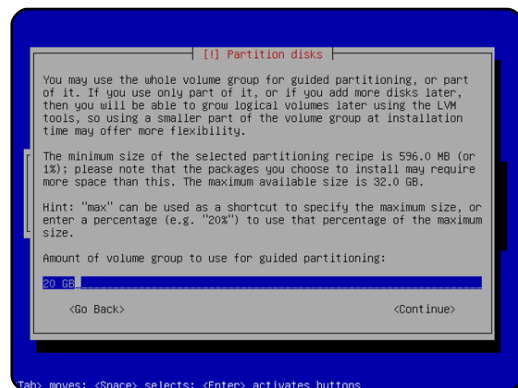 [!] Partition disks
You may use the whole volume group for guided partitioning, or part
of it. If you use only part of it, or if you add more disks later,
then you will be able to grow logical volumes later using the LVM
tools, so using a smaller part of the volume group at installation
time may offer more flexibility.
The minimum size of the selected partitioning recipe is 596.0 MB (or
1%); please note that the packages you choose to install may require
more space than this. The maximum available size is 32.0 GB.
Hint: "max" can be used as a shortcut to specify the maximum size, or
enter a percentage (e.g. "20%") to use that percentage of the maximum
size.
Amount of volume group to use for guided partitioning:
20 GB
<Go Back> <Continue>
Tab> moves; <Space> selects; <Enter> activates buttons